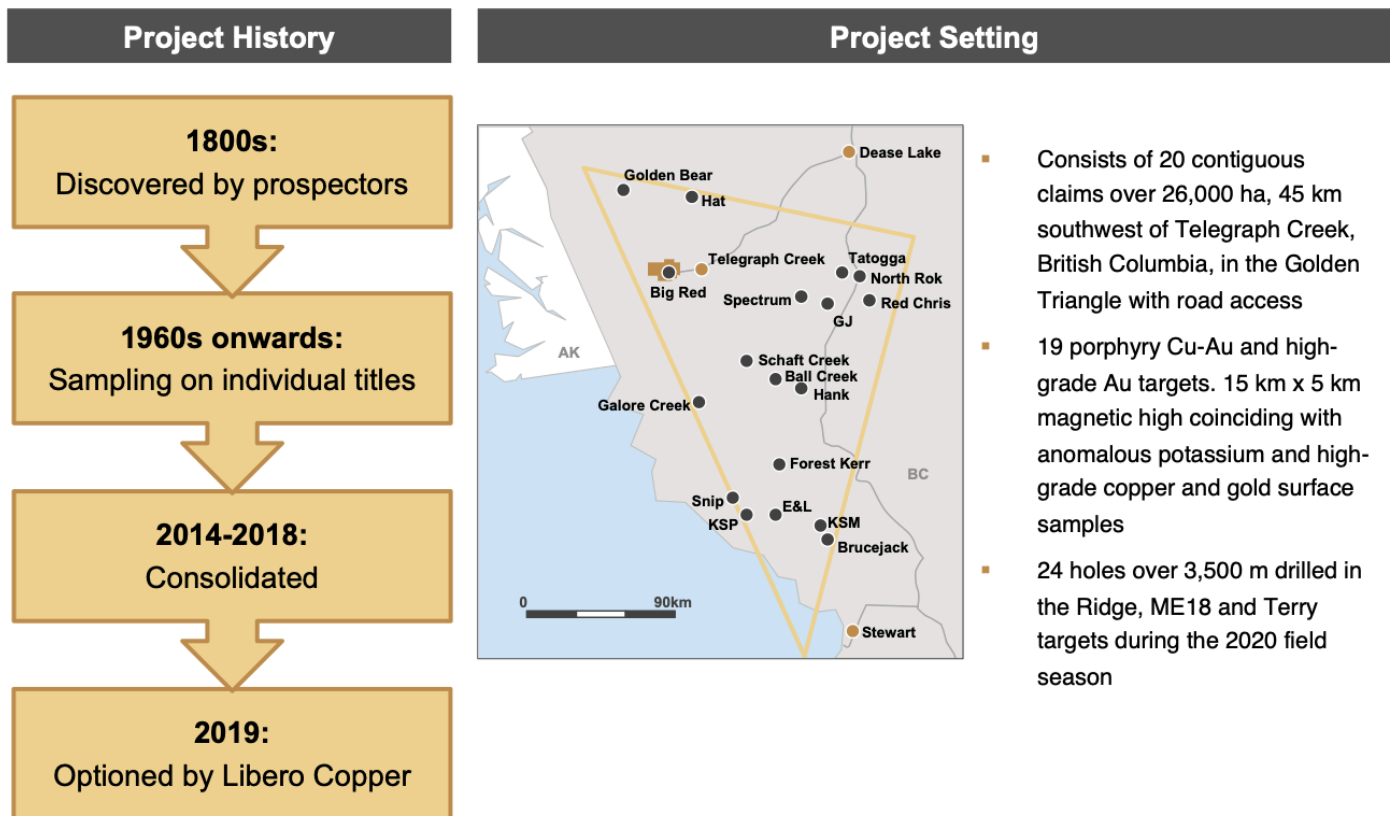 Project History
1800s:
Discovered by prospectors
1960s onwards:
Sampling on individual titles
2014-2018:
Consolidated
2019:
Optioned by Libero Copper
Project Setting
Dease Lake
Golden Bear
Hat
Telegraph Creek
Tatogga
North Rok
Big Red
Spectrum
Red Chris
GJ
AK
Schaft Creek
Ball Creek
Hank
Galore Creek
Forest Kerr
BC
Snip
E&L
KSP
KSM
Brucejack
0 90km
Stewart
▪ Consists of 20 contiguous
claims over 26,000 ha, 45 km
southwest of Telegraph Creek,
British Columbia, in the Golden
Triangle with road access
▪ 19 porphyry Cu-Au and high-
grade Au targets. 15 km x 5 km
magnetic high coinciding with
anomalous potassium and high-
grade copper and gold surface
samples
▪ 24 holes over 3,500 m drilled in
the Ridge, ME18 and Terry
targets during the 2020 field
season